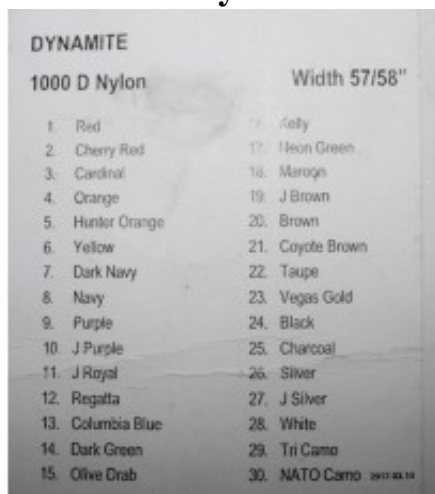 DYNAMITE
1000 D Nylon
Width 57/58"
1. Red
2. Cherry Red
3. Cardinal
4. Orange
5. Hunter Orange
6. Yellow
7. Dark Navy
8. Navy
9. Purple
10. J Purple
11. J Royal
12. Regatta
13. Columbia Blue
14. Dark Green
15. Olive Drab
Kelly
17. Neon Green
18. Maroon
19. J Brown
20. Brown
21. Coyote Brown
22. Taupe
23. Vegas Gold
24. Black
25. Charcoal
26. Silver
27. J Silver
28. White
29. Tri Camo
30. NATO Camo